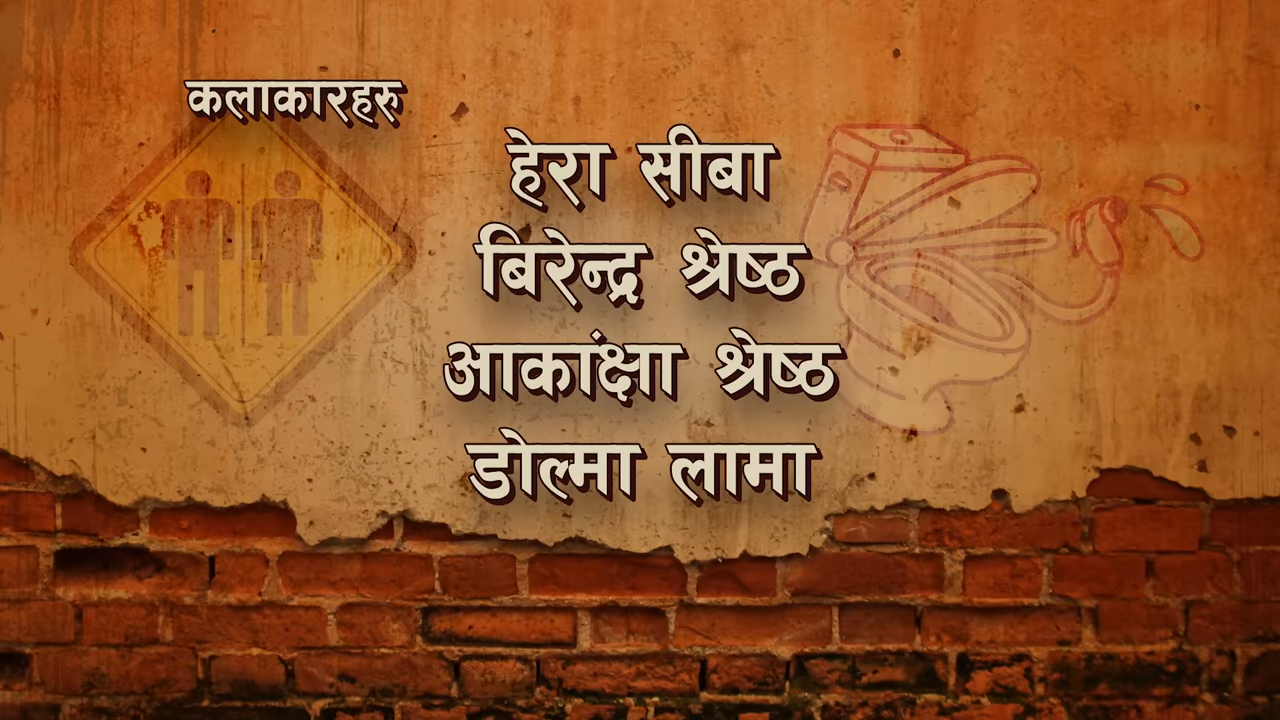 कलाकारहरु
हेरा सीबा
बिरेन्द्र श्रेष्ठ
आकांक्षा श्रेष्ठ
डोल्मा लामा